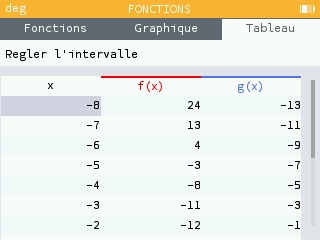 deg FONCTIONS
Fonctions Graphique Tableau
Regler l'intervalle
x f(x) g(x)
-8 24 -13
-7 13 -11
-6 4 -9
-5 -3 -7
-4 -8 -5
-3 -11 -3
-2 -12 -1